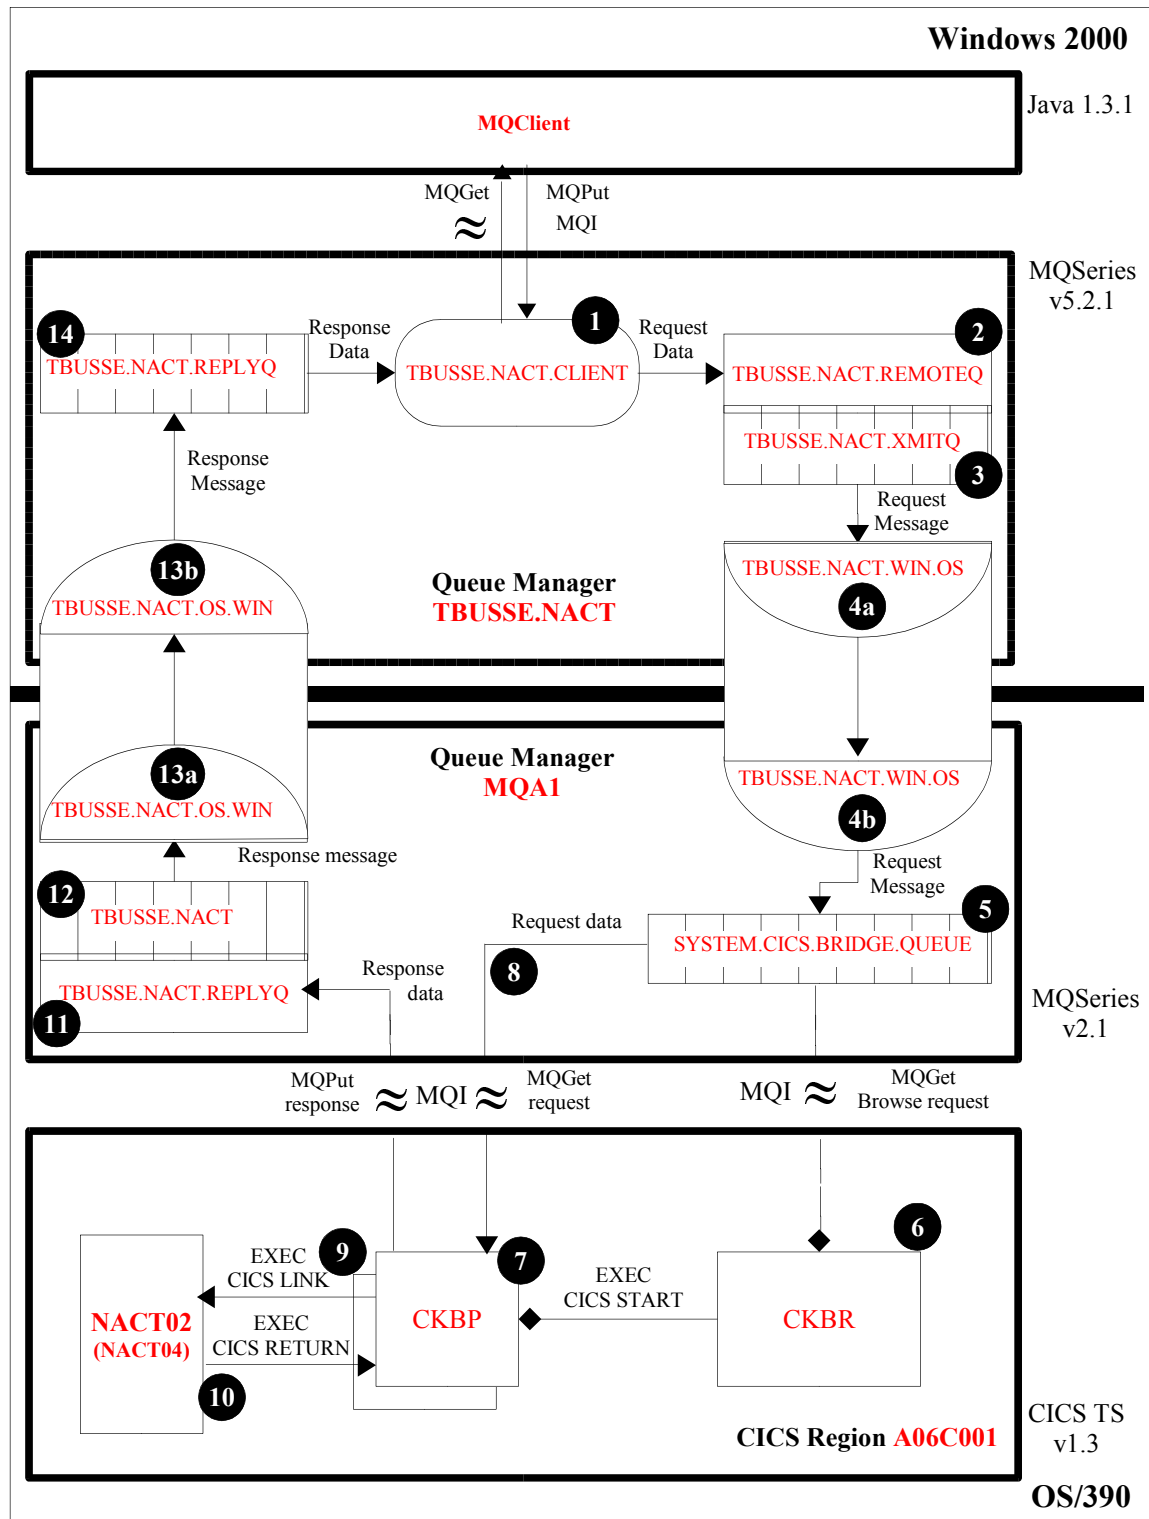 Windows 2000
Java 1.3.1
MQClient
MQGet
MQPut
≈
MQI
MQSeries
v5.2.1
14
1
2
Response
Data
Request
Data
TBUSSE.NACT.REPLYQ
TBUSSE.NACT.CLIENT
TBUSSE.NACT.REMOTEQ
TBUSSE.NACT.XMITQ
3
Response
Message
Request
Message
13b
TBUSSE.NACT.OS.WIN
Queue Manager
TBUSSE.NACT
TBUSSE.NACT.WIN.OS
4a
Queue Manager
MQA1
13a
TBUSSE.NACT.OS.WIN
TBUSSE.NACT.WIN.OS
4b
Response message
Request
Message
12
TBUSSE.NACT
Request data
5
SYSTEM.CICS.BRIDGE.QUEUE
8
Response
data
TBUSSE.NACT.REPLYQ
11
MQSeries
v2.1
MQPut
response
≈ MQI ≈
MQGet
request
MQI ≈
MQGet
Browse request
9
7
6
EXEC
CICS LINK
EXEC
CICS START
NACT02
(NACT04)
CKBP
CKBR
EXEC
CICS RETURN
10
CICS Region A06C001
CICS TS
v1.3
OS/390